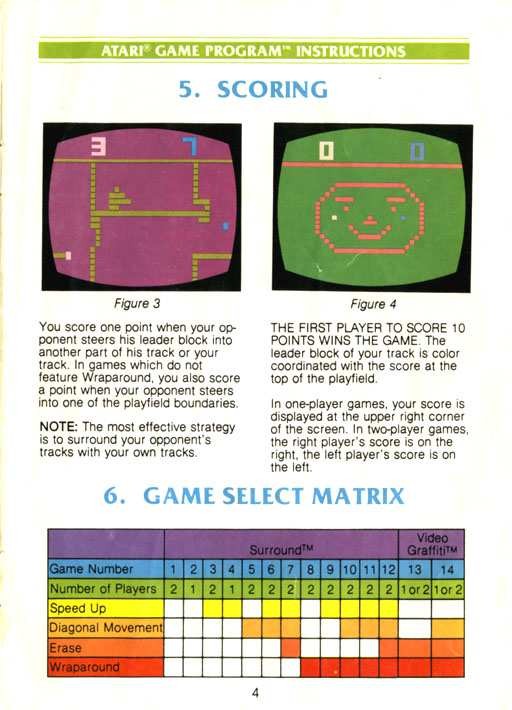 ATARI® GAME PROGRAM™ INSTRUCTIONS
5. SCORING
3 7
0 0
Figure 3
Figure 4
You score one point when your op-
ponent steers his leader block into
another part of his track or your
track. In games which do not
feature Wraparound, you also score
a point when your opponent steers
into one of the playfield boundaries.
NOTE: The most effective strategy
is to surround your opponent's
tracks with your own tracks.
THE FIRST PLAYER TO SCORE 10
POINTS WINS THE GAME. The
leader block of your track is color
coordinated with the score at the
top of the playfield.
In one-player games, your score is
displayed at the upper right corner
of the screen. In two-player games,
the right player's score is on the
right, the left player's score is on
the left.
6. GAME SELECT MATRIX
Surround™
Video
Graffiti™
Game Number 1 2 3 4 5 6 7 8 9 10 11 12 13 14
Number of Players 2 1 2 1 2 2 2 2 2 2 2 2 1 or 2 1 or 2
Speed Up
Diagonal Movement
Erase
Wraparound
4